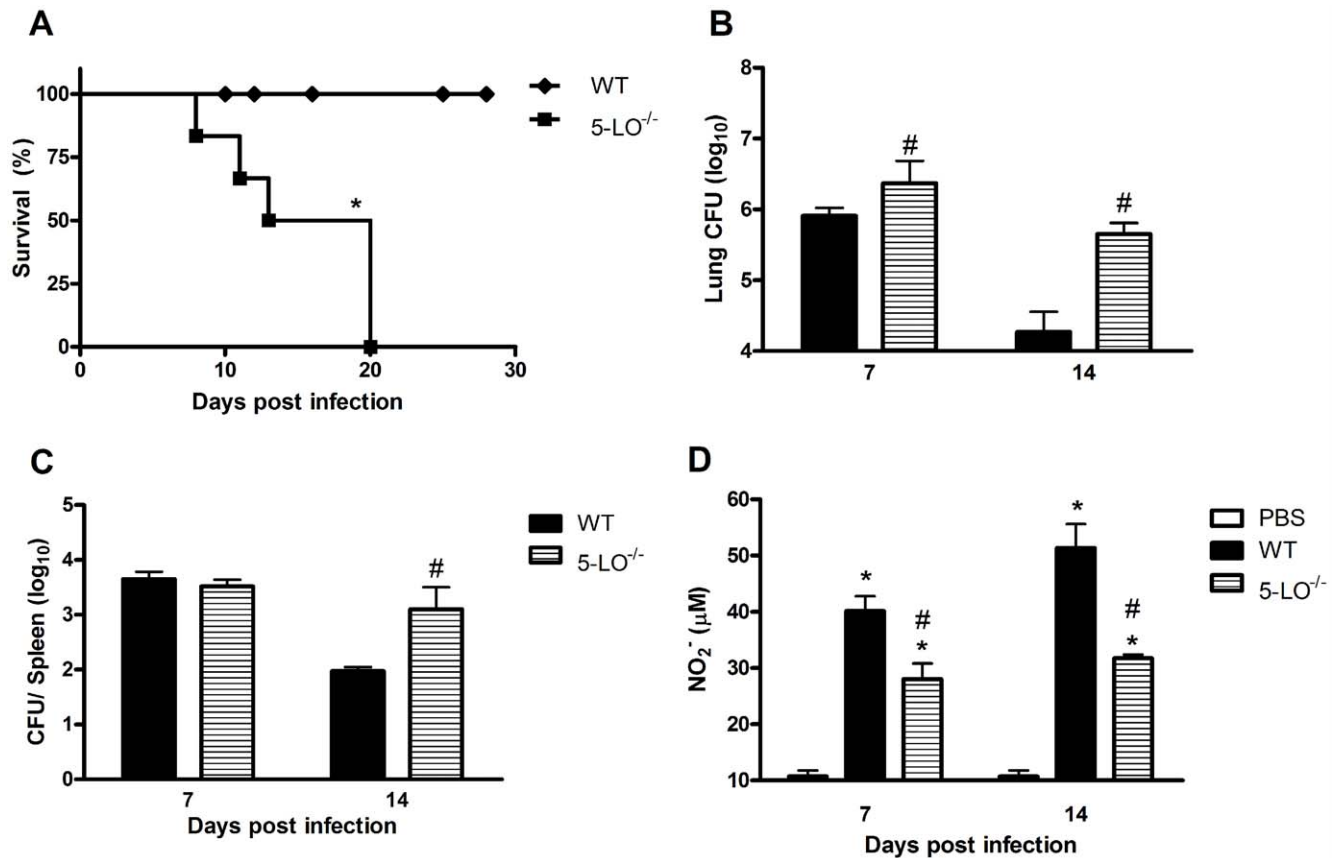 A
Survival (%)
100
75
50
25
0
*
0 10 20 30
Days post infection
WT
5-LO⁻/⁻
B
Lung CFU (log₁₀)
8
7
6
5
4
# #
7 14
C
CFU/ Spleen (log₁₀)
5
4
3
2
1
0
#
7 14
Days post infection
WT
5-LO⁻/⁻
D
NO₂⁻ (µM)
60
50
40
30
20
10
* *
# #
* *
7 14
Days post infection
PBS
WT
5-LO⁻/⁻